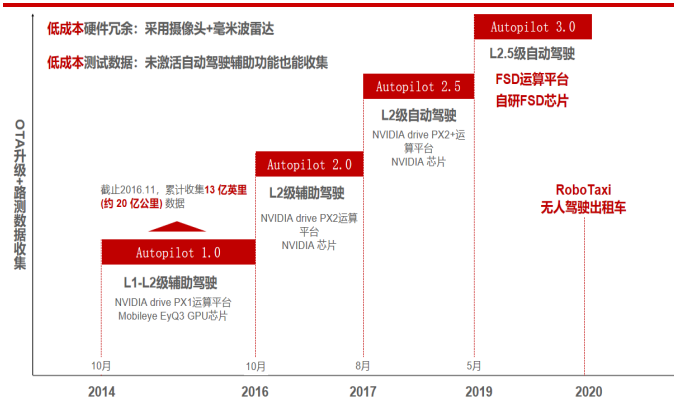 低成本硬件冗余：采用摄像头+毫米波雷达
低成本测试数据：未激活自动驾驶辅助功能也能收集
OTA升级+路测数据收集
Autopilot 3.0
L2.5级自动驾驶
FSD运算平台
自研FSD芯片
Autopilot 2.5
L2级自动驾驶
NVIDIA drive PX2+运
算平台
NVIDIA 芯片
Autopilot 2.0
L2级辅助驾驶
NVIDIA drive PX2运算
平台
NVIDIA 芯片
截止2016.11，累计收集13 亿英里
(约 20 亿公里) 数据
Autopilot 1.0
L1-L2级辅助驾驶
NVIDIA drive PX1运算平台
Mobileye EyQ3 GPU芯片
RoboTaxi
无人驾驶出租车
10月
10月
8月
5月
2014
2016
2017
2019
2020